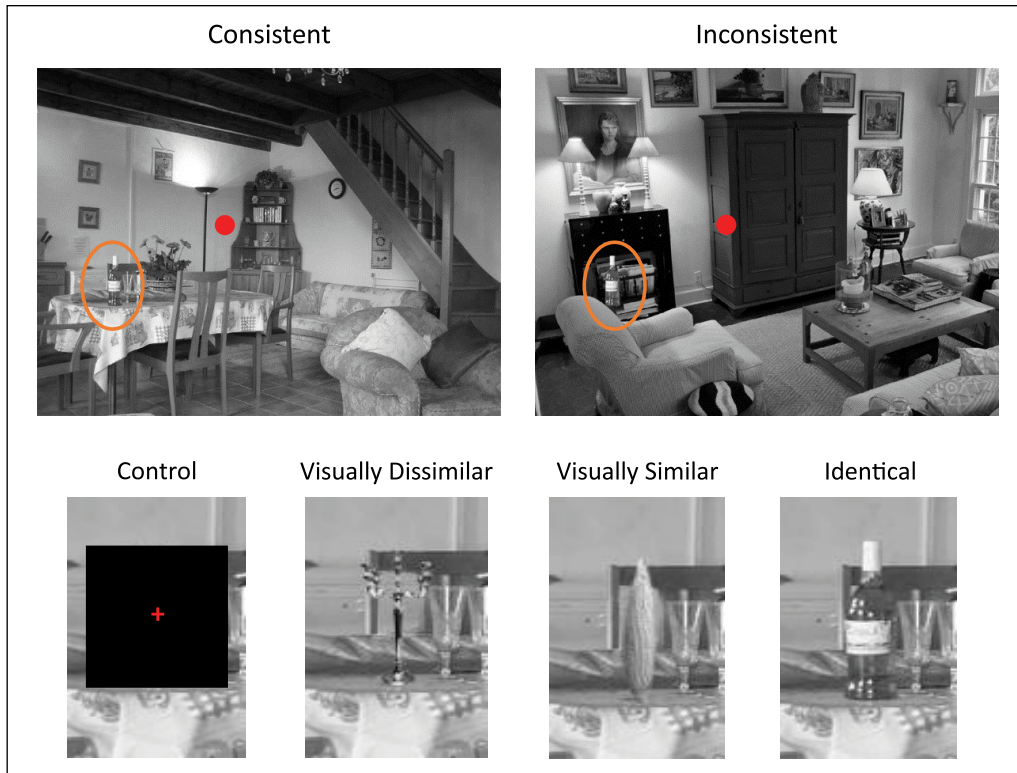 Consistent
Inconsistent
Control
Visually Dissimilar
Visually Similar
Identical